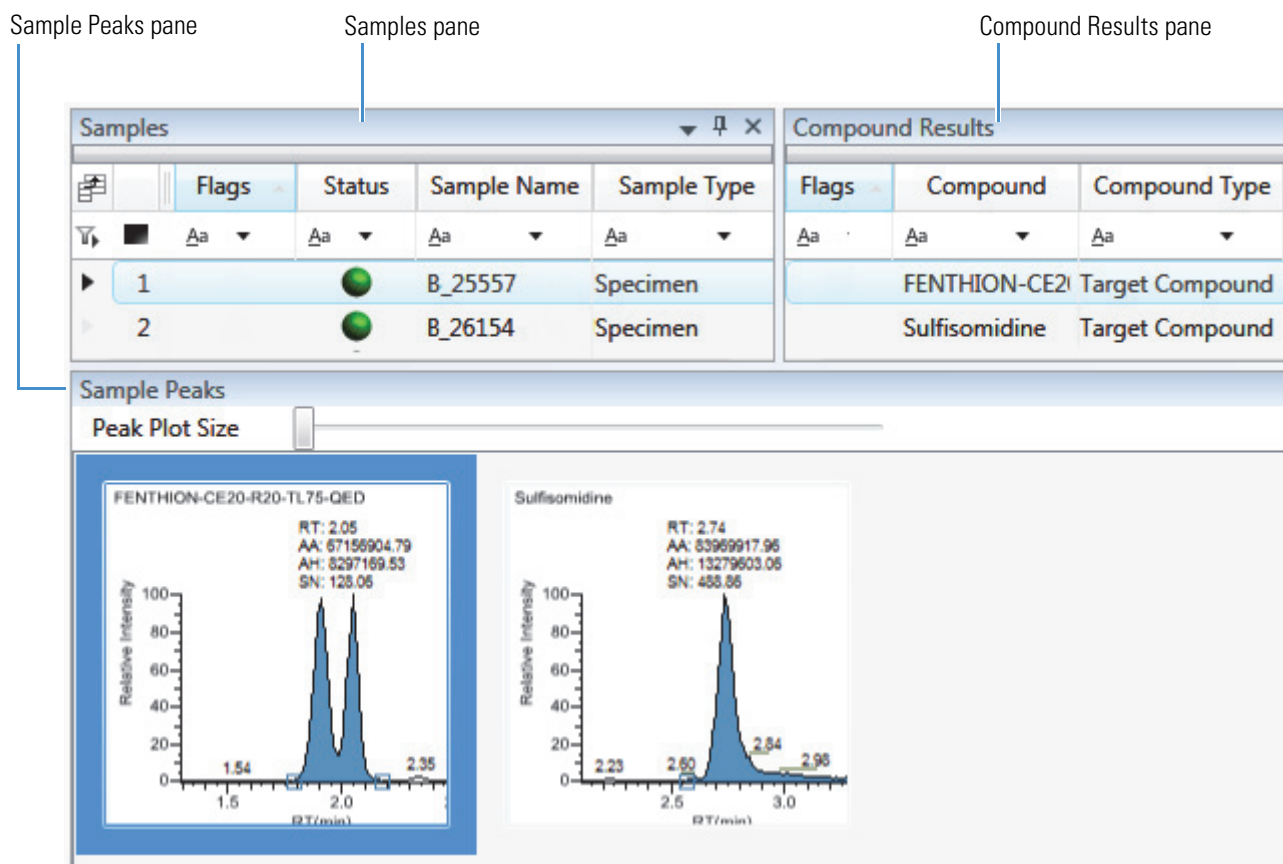 Sample Peaks pane
Samples pane
Compound Results pane
Samples
Compound Results
Flags Status Sample Name Sample Type
Flags Compound Compound Type
Aa Aa Aa Aa
Aa Aa Aa
1 B_25557 Specimen
FENTHION-CE2 Target Compound
2 B_26154 Specimen
Sulfisomidine Target Compound
Sample Peaks
Peak Plot Size
FENTHION-CE20-R20-TL75-QED
RT: 2.05
AA: 67156904.79
AH: 8297169.53
SN: 128.06
Relative Intensity
100
80
60
40
20
0
1.54
2.35
1.5 2.0
RT(min)
Sulfisomidine
RT: 2.74
AA: 83969917.96
AH: 13279603.06
SN: 488.86
Relative Intensity
100
80
60
40
20
0
2.23
2.60
2.84
2.98
2.5 3.0
RT(min)